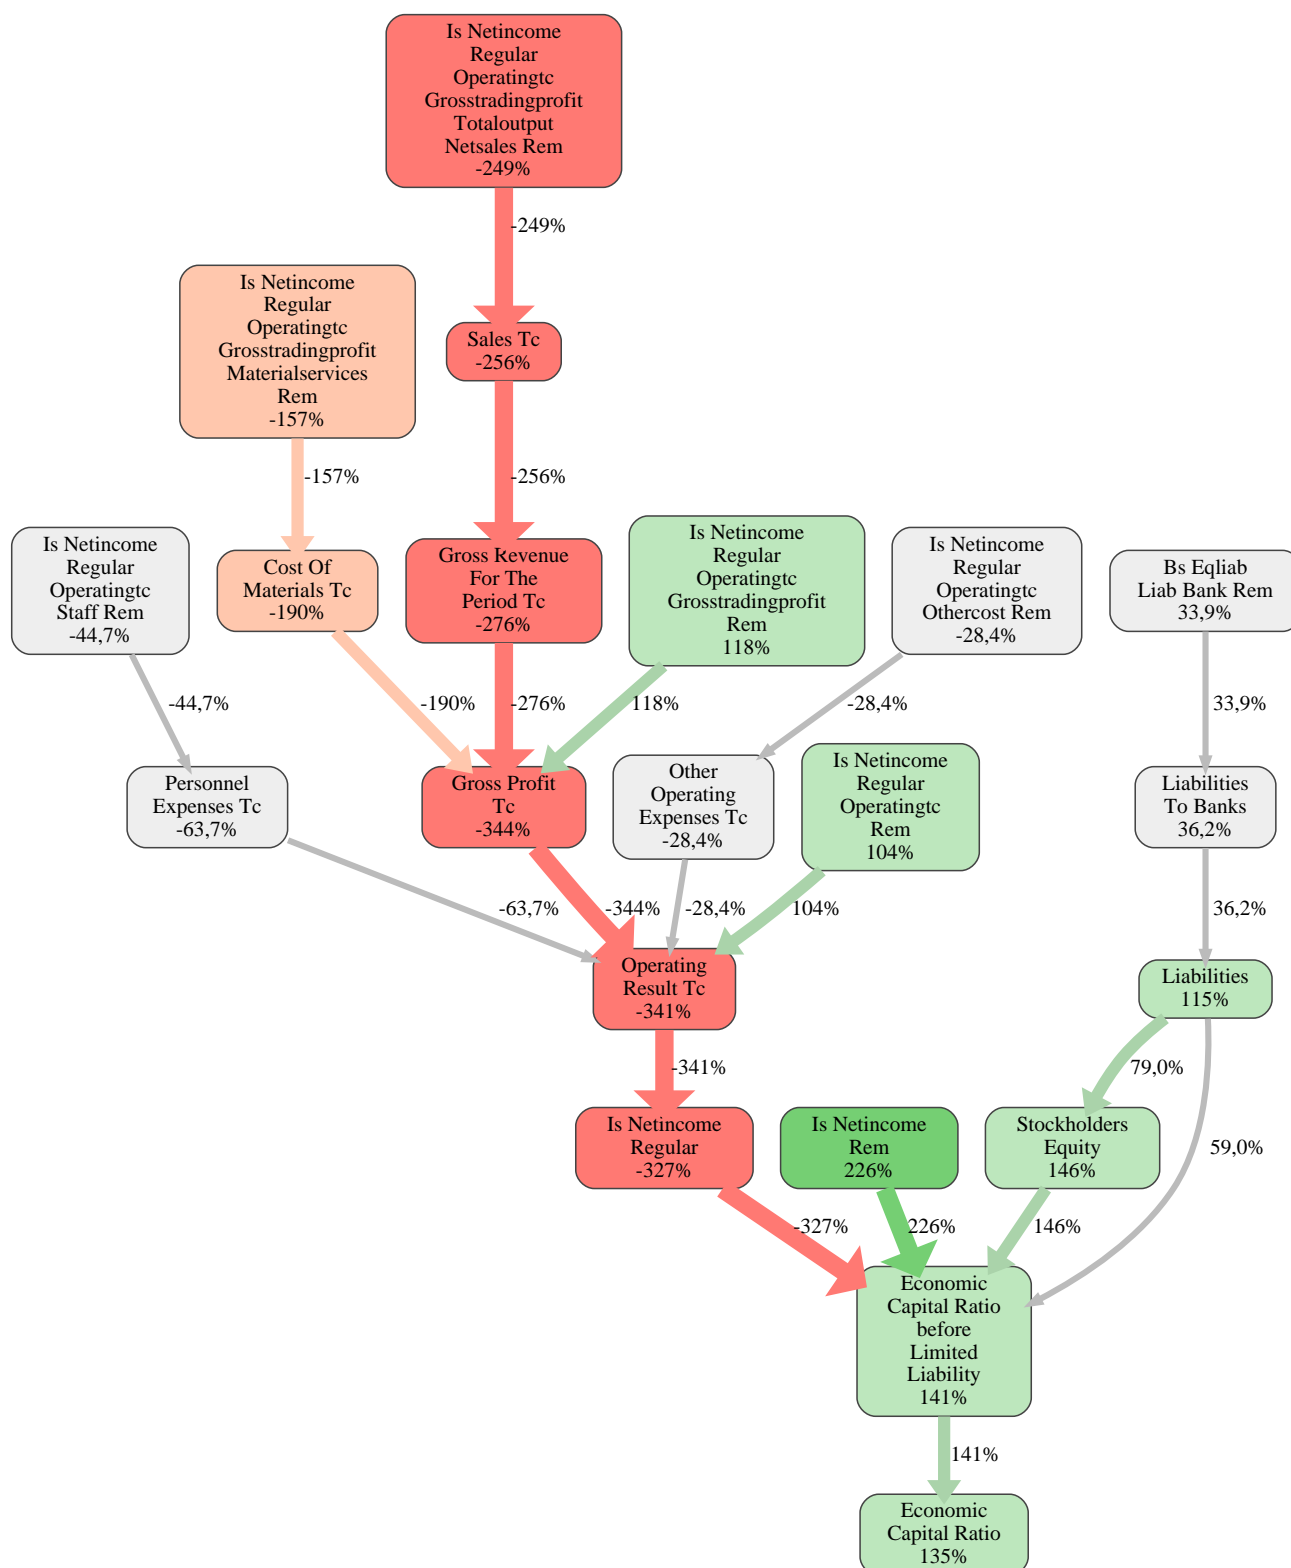 Is Netincome
Regular
Operatingtc
Grosstradingprofit
Totaloutput
Netsales Rem
-249%
-249%
Is Netincome
Regular
Operatingtc
Grosstradingprofit
Materialservices
Rem
-157%
Sales Tc
-256%
-157%
-256%
Is Netincome
Regular
Operatingtc
Staff Rem
-44,7%
Cost Of
Materials Tc
-190%
Gross Revenue
For The
Period Tc
-276%
Is Netincome
Regular
Operatingtc
Grosstradingprofit
Rem
118%
Is Netincome
Regular
Operatingtc
Othercost Rem
-28,4%
Bs Eqliab
Liab Bank Rem
33,9%
-44,7%
-190%
-276%
118%
-28,4%
33,9%
Personnel
Expenses Tc
-63,7%
Gross Profit
Tc
-344%
Other
Operating
Expenses Tc
-28,4%
Is Netincome
Regular
Operatingtc
Rem
104%
Liabilities
To Banks
36,2%
-63,7%
-344%
-28,4%
104%
36,2%
Operating
Result Tc
-341%
Liabilities
115%
-341%
79,0%
59,0%
Is Netincome
Regular
-327%
Is Netincome
Rem
226%
Stockholders
Equity
146%
-327%
226%
146%
Economic
Capital Ratio
before
Limited
Liability
141%
141%
Economic
Capital Ratio
135%